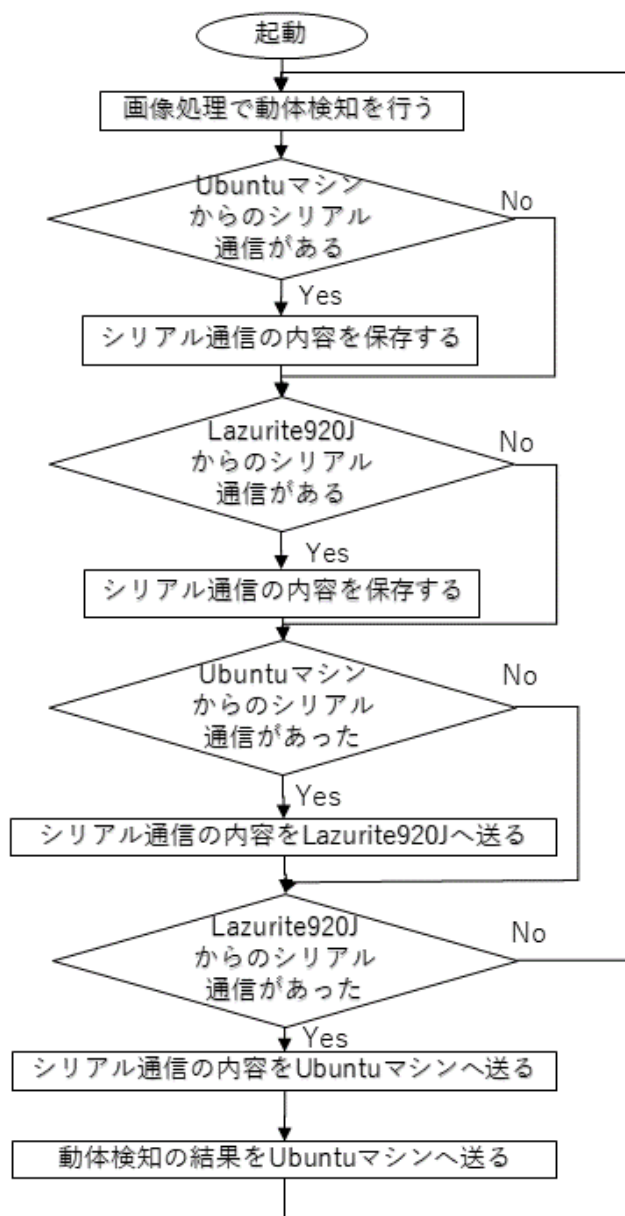 起動
画像処理で動体検知を行う
Ubuntuマシン
からのシリアル
通信がある
No
Yes
シリアル通信の内容を保存する
Lazurite920J
からのシリアル
通信がある
No
Yes
シリアル通信の内容を保存する
Ubuntuマシン
からのシリアル
通信があった
No
Yes
シリアル通信の内容をLazurite920Jへ送る
Lazurite920J
からのシリアル
通信があった
No
Yes
シリアル通信の内容をUbuntuマシンへ送る
動体検知の結果をUbuntuマシンへ送る